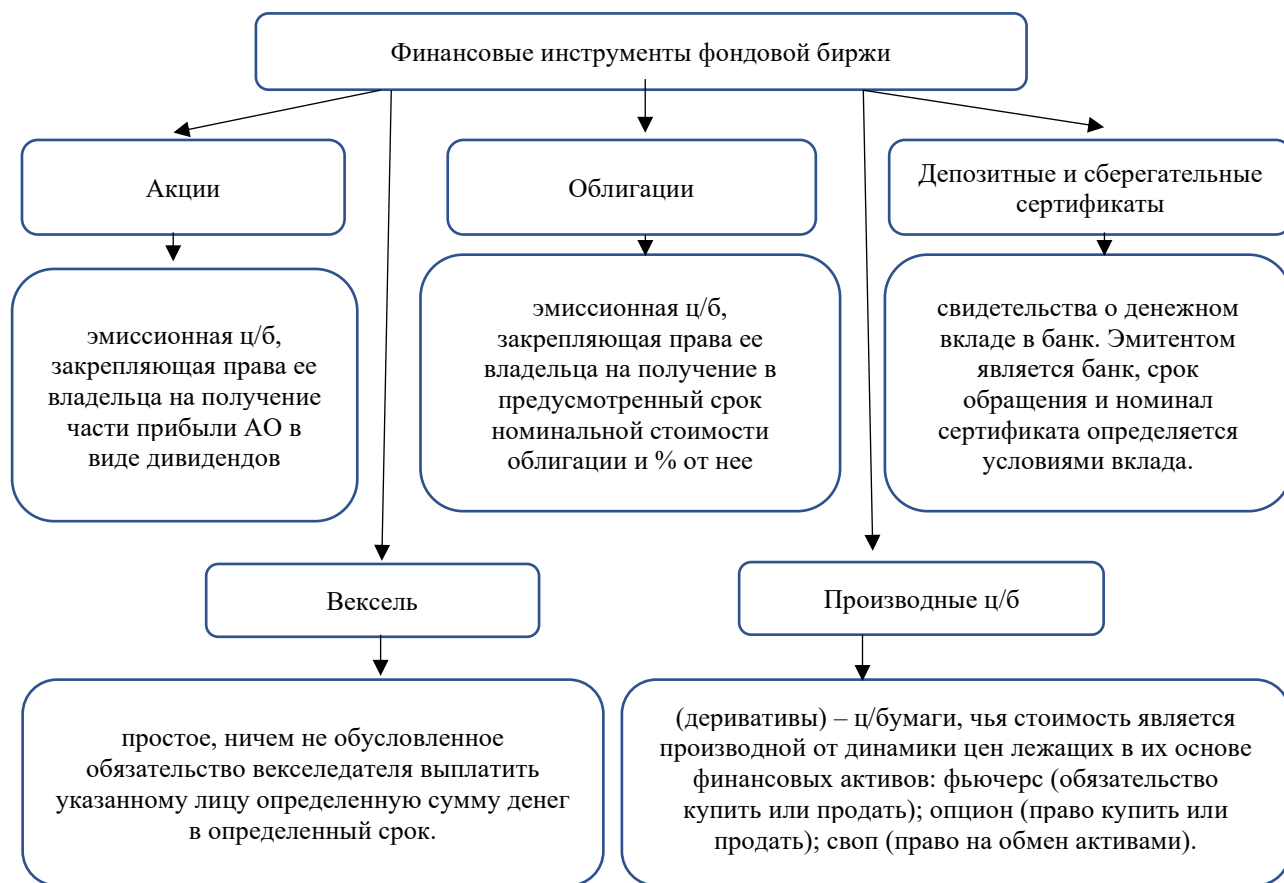 Финансовые инструменты фондовой биржи
Акции
Облигации
Депозитные и сберегательные
сертификаты
эмиссионная ц/б,
закрепляющая права ее
владельца на получение
части прибыли АО в
виде дивидендов
эмиссионная ц/б,
закрепляющая права ее
владельца на получение в
предусмотренный срок
номинальной стоимости
облигации и % от нее
свидетельства о денежном
вкладе в банк. Эмитентом
является банк, срок
обращения и номинал
сертификата определяется
условиями вклада.
Вексель
Производные ц/б
простое, ничем не обусловленное
обязательство векселедателя выплатить
указанному лицу определенную сумму денег
в определенный срок.
(деривативы) – ц/бумаги, чья стоимость является
производной от динамики цен лежащих в их основе
финансовых активов: фьючерс (обязательство
купить или продать); опцион (право купить или
продать); своп (право на обмен активами).